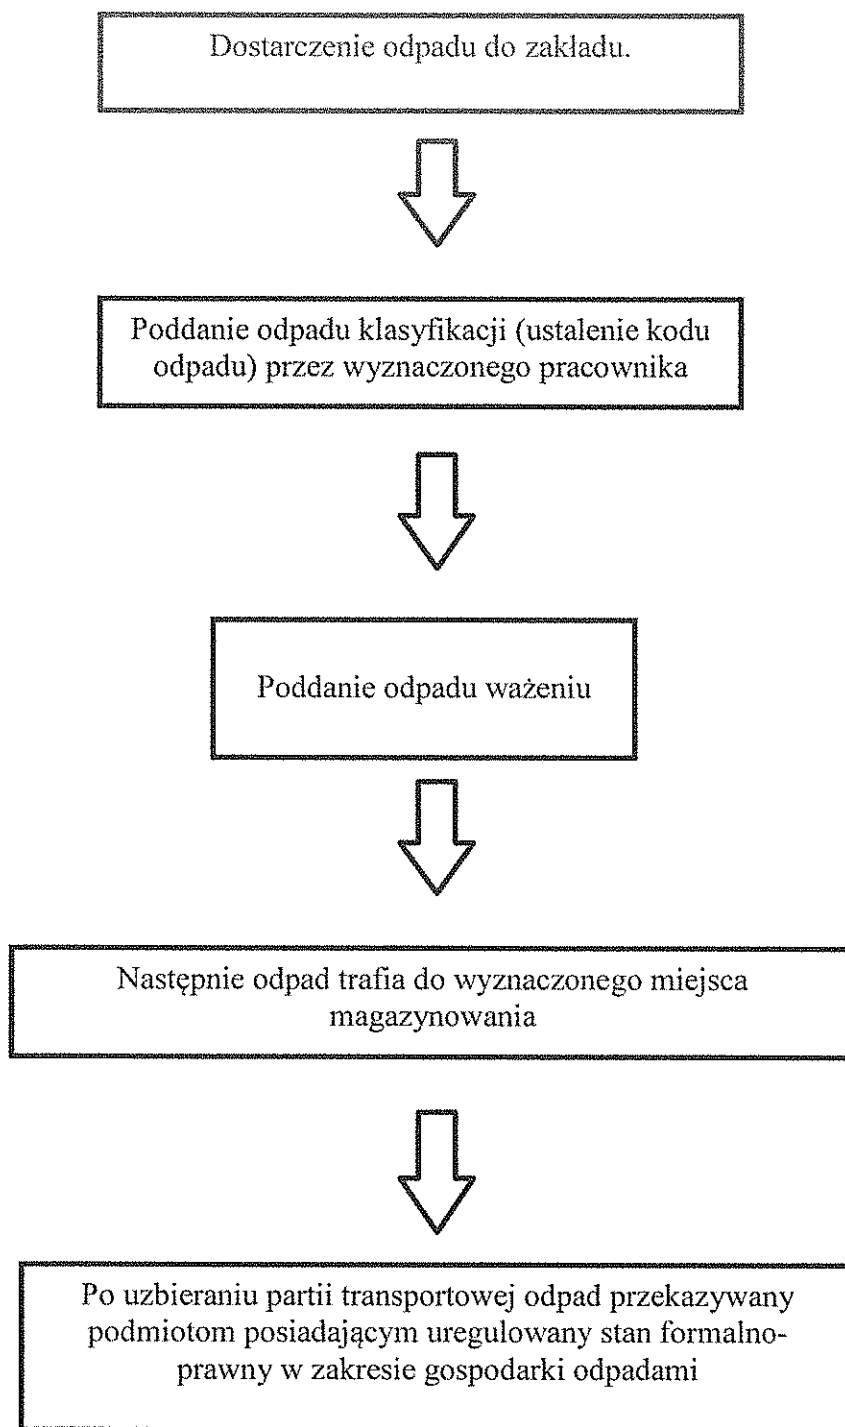 Dostarczenie odpadu do zakładu.
Poddanie odpadu klasyfikacji (ustalenie kodu
odpadu) przez wyznaczonego pracownika
Poddanie odpadu ważeniu
Następnie odpad trafia do wyznaczonego miejsca
magazynowania
Po uzbieraniu partii transportowej odpad przekazywany
podmiotom posiadającym uregulowany stan formalno-
prawny w zakresie gospodarki odpadami